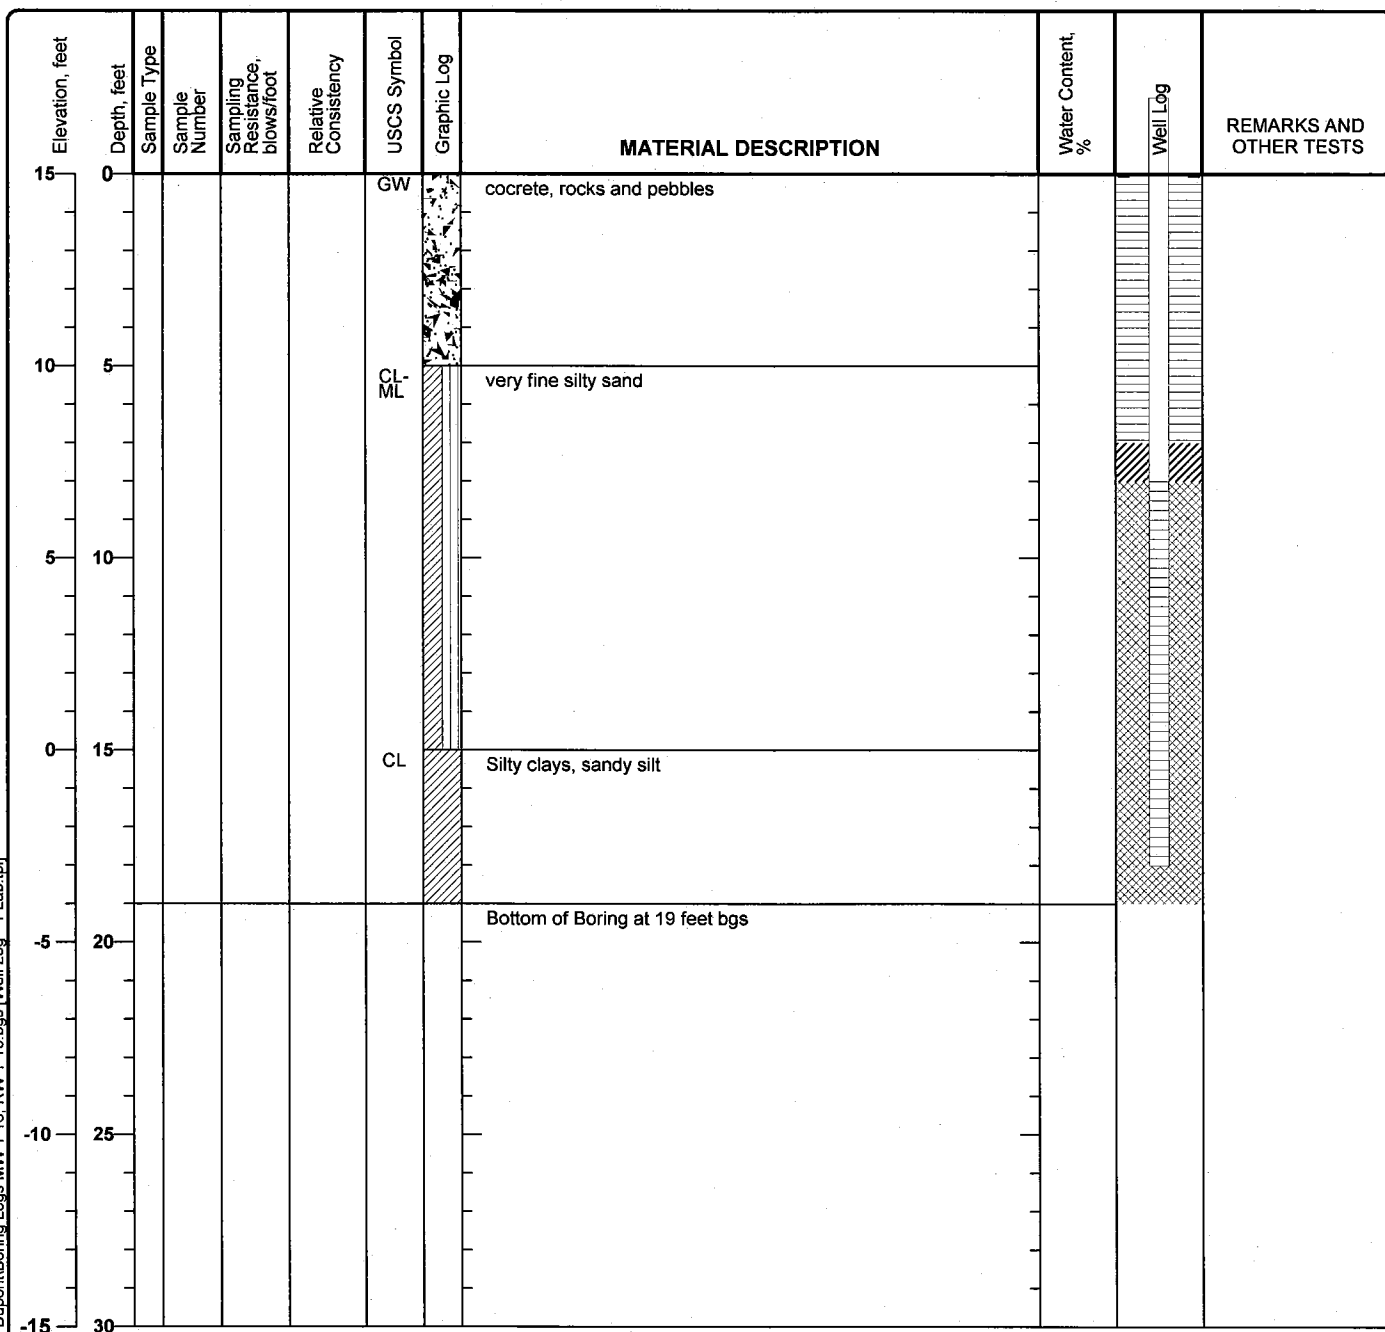 Elevation, feet
Depth, feet
Sample Type
Sample
Number
Sampling
Resistance,
blows/foot
Relative
Consistency
USCS Symbol
Graphic Log
MATERIAL DESCRIPTION
Water Content,
%
Well Log
REMARKS AND
OTHER TESTS
15 0 GW cocrete, rocks and pebbles
10 5 CL-
ML very fine silty sand
5 10
0 15 CL Silty clays, sandy silt
Bottom of Boring at 19 feet bgs
-5 20
-10 25
-15 30